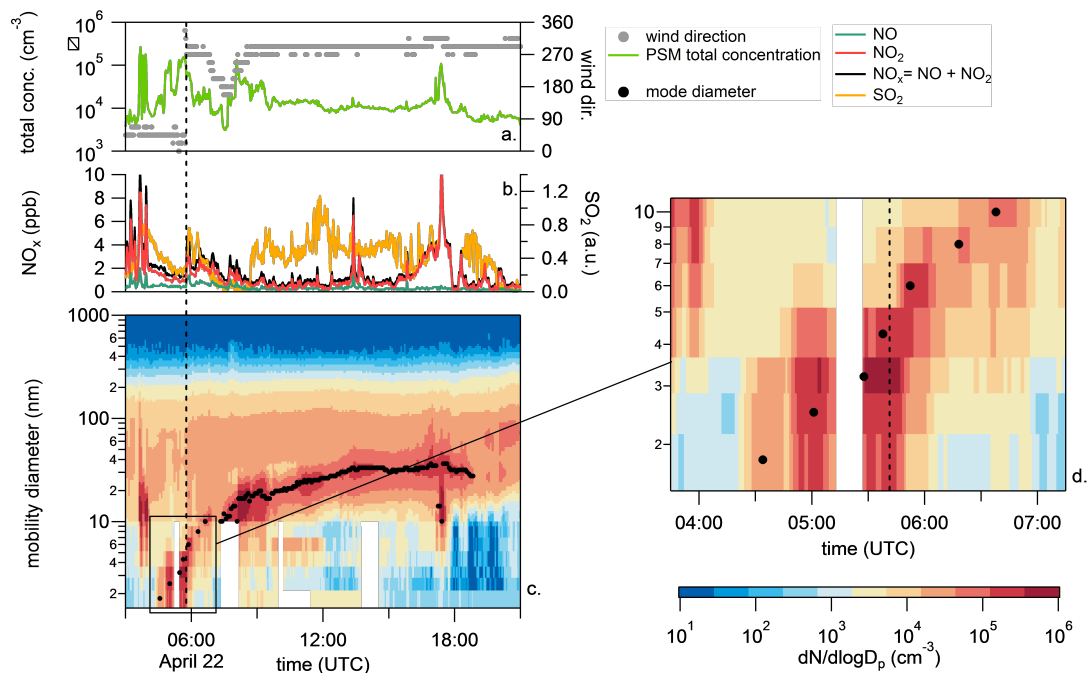 total conc. (cm⁻³)
10⁶
10⁵
10⁴
10³
360
270
180
90
0
wind dir.
a.
wind direction
PSM total concentration
mode diameter
NO
NO₂
NOₓ= NO + NO₂
SO₂
NOₓ (ppb)
10
8
6
4
2
0
1.2
0.8
0.4
0.0
SO₂ (a.u.)
b.
mobility diameter (nm)
1000
6
4
2
100
6
4
2
10
6
4
2
c.
06:00
12:00
18:00
April 22
time (UTC)
10
9
8
7
6
5
4
3
2
d.
04:00
05:00
06:00
07:00
time (UTC)
10¹
10²
10³
10⁴
10⁵
10⁶
dN/dlogDₚ (cm⁻³)